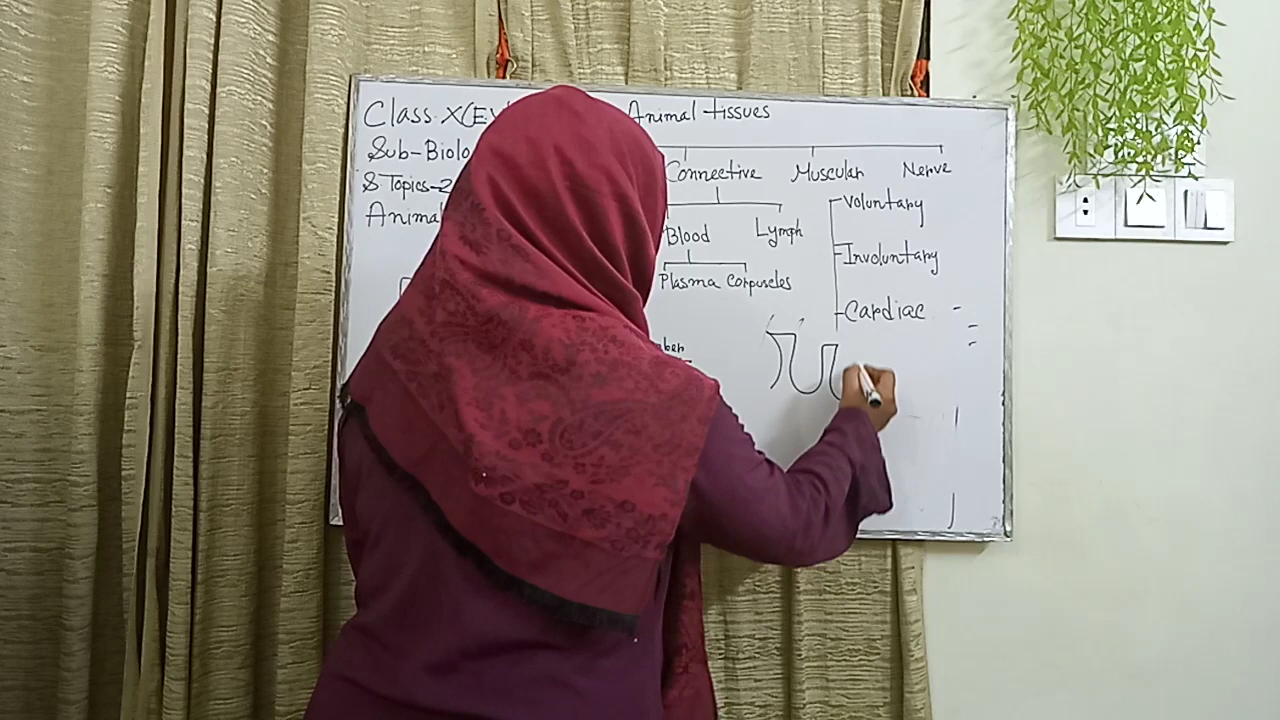 Class-X(EV
Animal tissues
Sub-Biolo
S Topics-2
Animal
Connective Muscular Nerve
Blood Lymph
Plasma Corpuscles
Voluntary
Involuntary
Cardiac